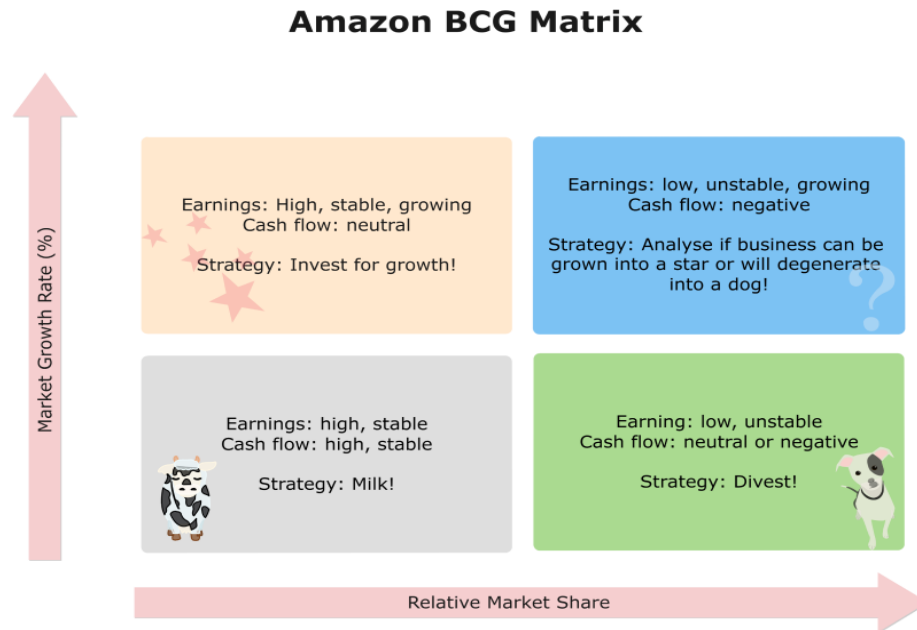 Amazon BCG Matrix
Market Growth Rate (%)
Earnings: High, stable, growing
Cash flow: neutral
Strategy: Invest for growth!
Earnings: low, unstable, growing
Cash flow: negative
Strategy: Analyse if business can be
grown into a star or will degenerate
into a dog!
?
Earnings: high, stable
Cash flow: high, stable
Strategy: Milk!
Earning: low, unstable
Cash flow: neutral or negative
Strategy: Divest!
Relative Market Share